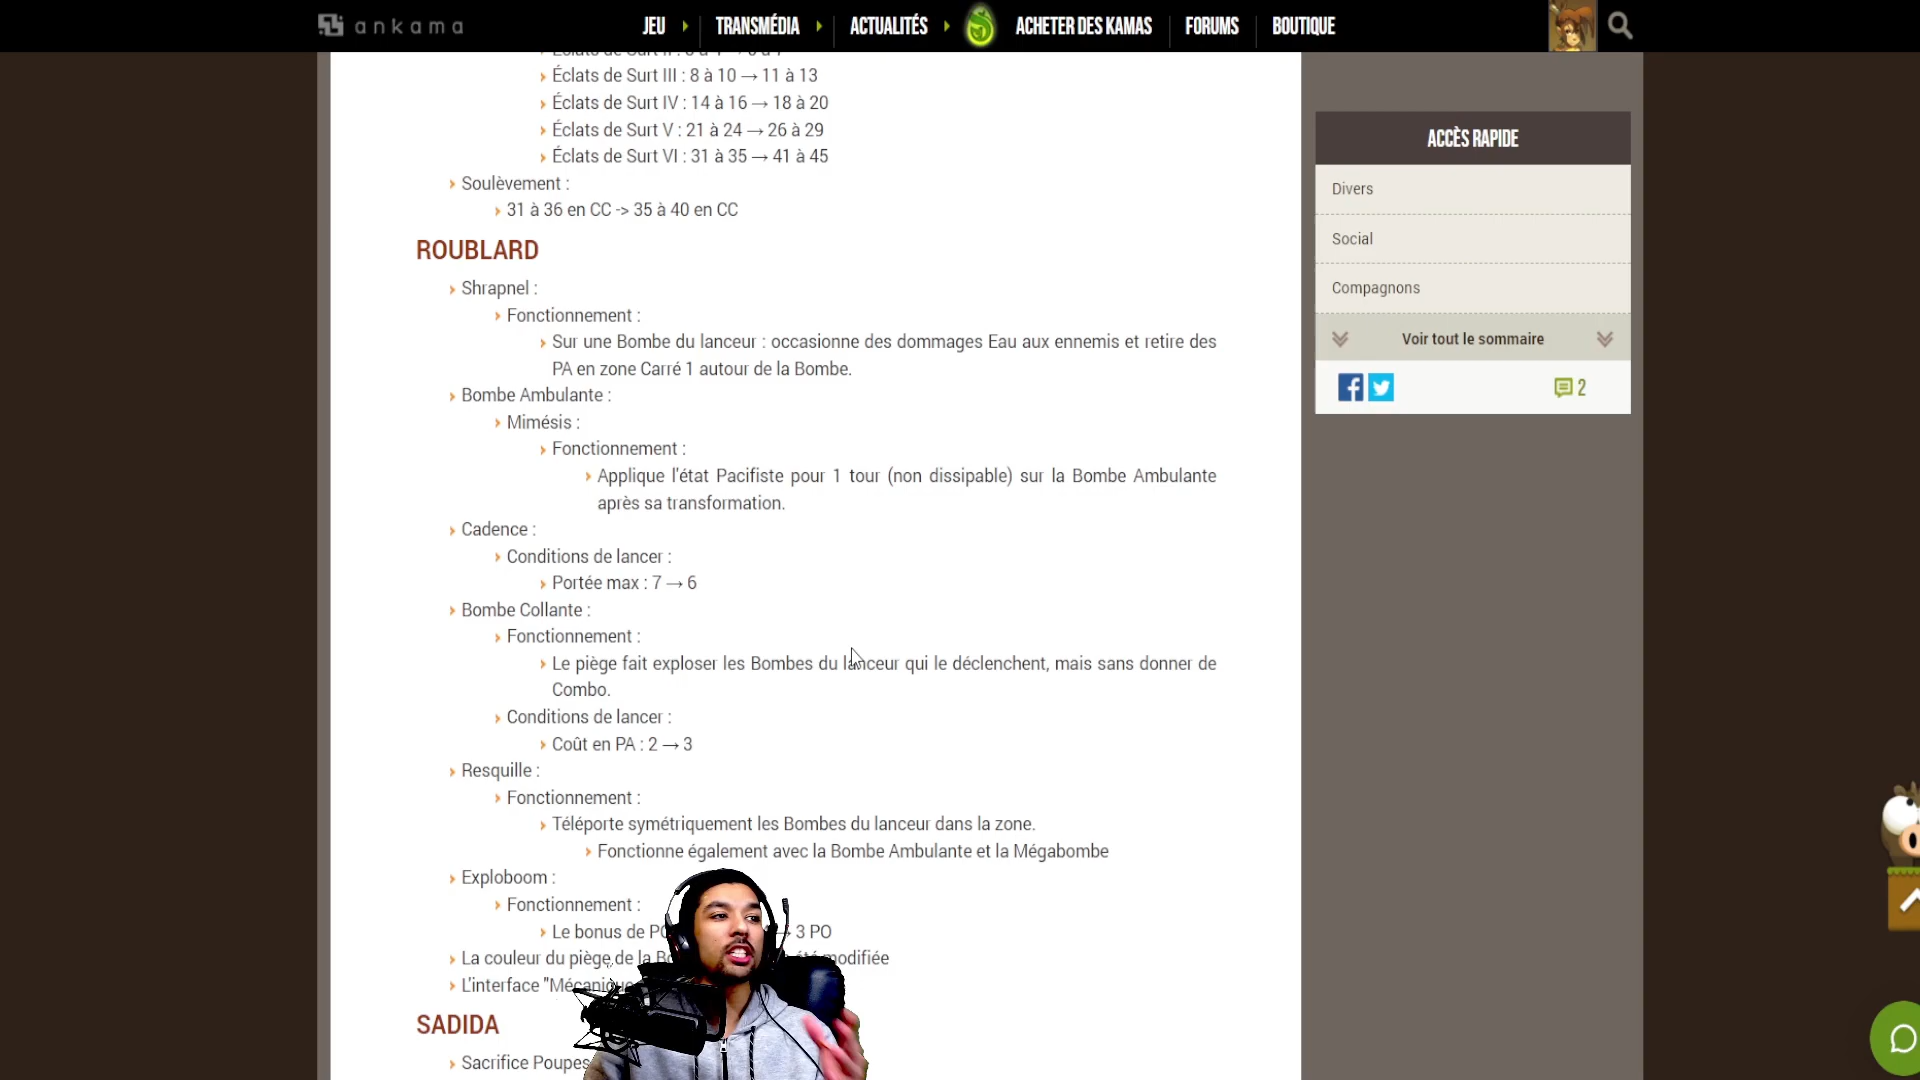 ankama
JEU
TRANSMÉDIA
ACTUALITÉS
ACHETER DES KAMAS
FORUMS
BOUTIQUE
Éclats de Surt III : 8 à 10 → 11 à 13
Éclats de Surt IV : 14 à 16 → 18 à 20
Éclats de Surt V : 21 à 24 → 26 à 29
Éclats de Surt VI : 31 à 35 → 41 à 45
Soulèvement :
31 à 36 en CC -> 35 à 40 en CC
ROUBLARD
Shrapnel :
Fonctionnement :
Sur une Bombe du lanceur : occasionne des dommages Eau aux ennemis et retire des
PA en zone Carré 1 autour de la Bombe.
Bombe Ambulante :
Mimésis :
Fonctionnement :
Applique l'état Pacifiste pour 1 tour (non dissipable) sur la Bombe Ambulante
après sa transformation.
Cadence :
Conditions de lancer :
Portée max : 7 → 6
Bombe Collante :
Fonctionnement :
Le piège fait exploser les Bombes du lanceur qui le déclenchent, mais sans donner de
Combo.
Conditions de lancer :
Coût en PA : 2 → 3
Resquille :
Fonctionnement :
Téléporte symétriquement les Bombes du lanceur dans la zone.
Fonctionne également avec la Bombe Ambulante et la Mégabombe
Exploboom :
Fonctionnement :
Le bonus de → 3 PO
La couleur du piège de la modifiée
L'interface
SADIDA
Sacrifice
ACCÈS RAPIDE
Divers
Social
Compagnons
Voir tout le sommaire
2